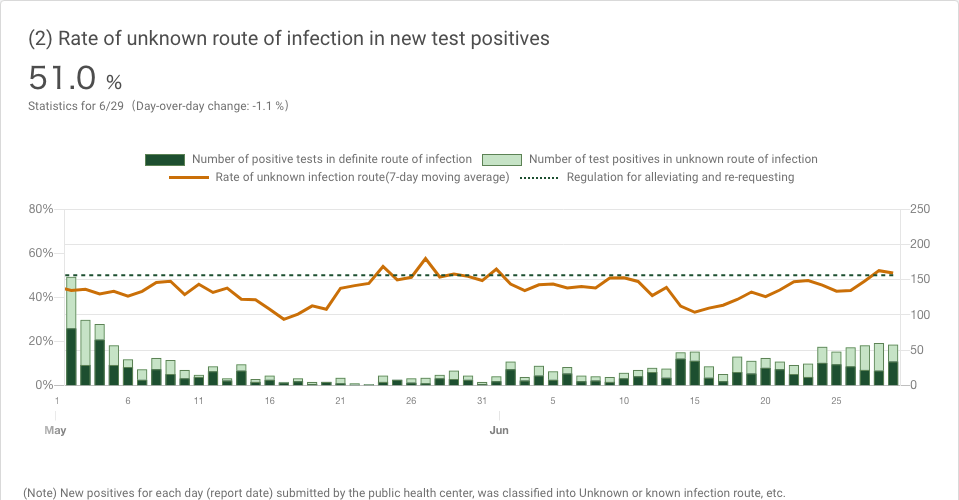 (2) Rate of unknown route of infection in new test positives
51.0 %
Statistics for 6/29 (Day-over-day change: -1.1 %)
Number of positive tests in definite route of infection Number of test positives in unknown route of infection
Rate of unknown infection route(7-day moving average) Regulation for alleviating and re-requesting
80% 250
200
60% 150
40% 100
20% 50
0% 0
1 6 11 16 21 26 31 5 10 15 20 25
May Jun
(Note) New positives for each day (report date) submitted by the public health center, was classified into Unknown or known infection route, etc.